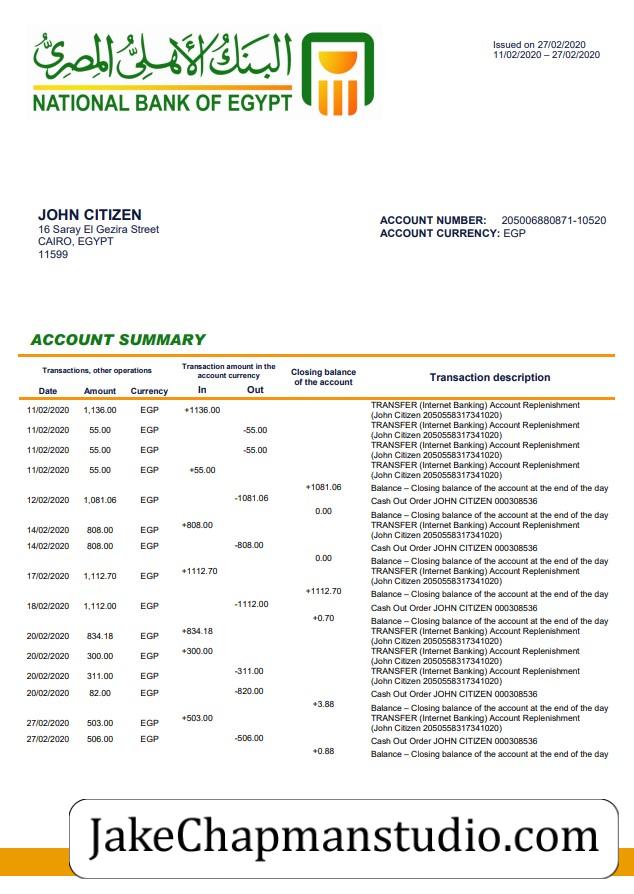 البنك الأهلي المصري
NATIONAL BANK OF EGYPT
Issued on 27/02/2020
11/02/2020 – 27/02/2020
JOHN CITIZEN
16 Saray El Gezira Street
CAIRO, EGYPT
11599
ACCOUNT NUMBER: 205006880871-10520
ACCOUNT CURRENCY: EGP
ACCOUNT SUMMARY
Transactions, other operations
Transaction amount in the
account currency
Closing balance
of the account
Transaction description
Date Amount Currency In Out
11/02/2020 1,136.00 EGP +1136.00 TRANSFER (Internet Banking) Account Replenishment
(John Citizen 2050558317341020)
11/02/2020 55.00 EGP -55.00 TRANSFER (Internet Banking) Account Replenishment
(John Citizen 2050558317341020)
11/02/2020 55.00 EGP -55.00 TRANSFER (Internet Banking) Account Replenishment
(John Citizen 2050558317341020)
11/02/2020 55.00 EGP +55.00 TRANSFER (Internet Banking) Account Replenishment
(John Citizen 2050558317341020)
+1081.06 Balance – Closing balance of the account at the end of the day
12/02/2020 1,081.06 EGP -1081.06 Cash Out Order JOHN CITIZEN 000308536
0.00 Balance – Closing balance of the account at the end of the day
14/02/2020 808.00 EGP +808.00 TRANSFER (Internet Banking) Account Replenishment
(John Citizen 2050558317341020)
14/02/2020 808.00 EGP -808.00 Cash Out Order JOHN CITIZEN 000308536
0.00 Balance – Closing balance of the account at the end of the day
17/02/2020 1,112.70 EGP +1112.70 TRANSFER (Internet Banking) Account Replenishment
(John Citizen 2050558317341020)
+1112.70 Balance – Closing balance of the account at the end of the day
18/02/2020 1,112.00 EGP -1112.00 Cash Out Order JOHN CITIZEN 000308536
+0.70 Balance – Closing balance of the account at the end of the day
20/02/2020 834.18 EGP +834.18 TRANSFER (Internet Banking) Account Replenishment
(John Citizen 2050558317341020)
20/02/2020 300.00 EGP +300.00 TRANSFER (Internet Banking) Account Replenishment
(John Citizen 2050558317341020)
20/02/2020 311.00 EGP -311.00 TRANSFER (Internet Banking) Account Replenishment
(John Citizen 2050558317341020)
20/02/2020 82.00 EGP -820.00 Cash Out Order JOHN CITIZEN 000308536
+3.88 Balance – Closing balance of the account at the end of the day
27/02/2020 503.00 EGP +503.00 TRANSFER (Internet Banking) Account Replenishment
(John Citizen 2050558317341020)
27/02/2020 506.00 EGP -506.00 Cash Out Order JOHN CITIZEN 000308536
+0.88 Balance – Closing balance of the account at the end of the day
JakeChapmanstudio.com